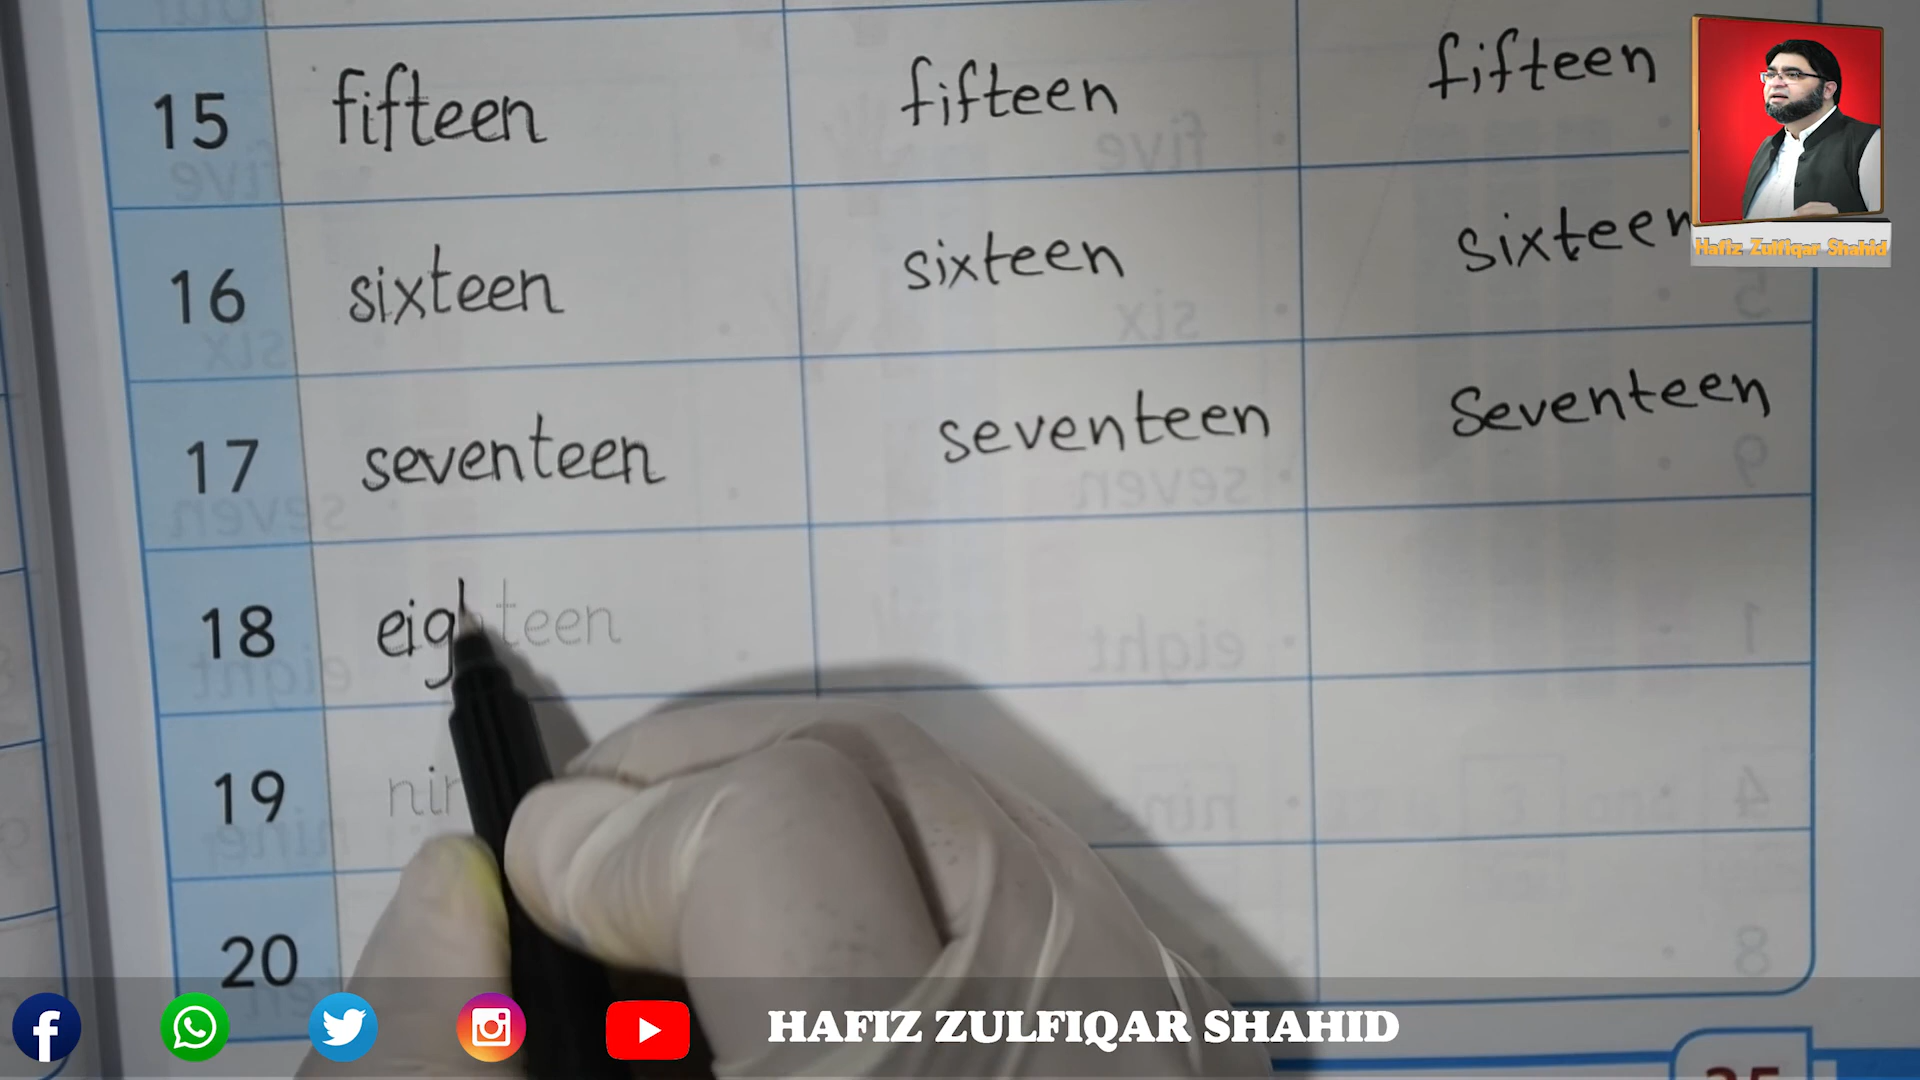 15 fifteen fifteen fifteen
Hafiz Zulfiqar Shahid
16 sixteen sixteen sixteen
17 seventeen seventeen Seventeen
18 eighteen
19
20
HAFIZ ZULFIQAR SHAHID